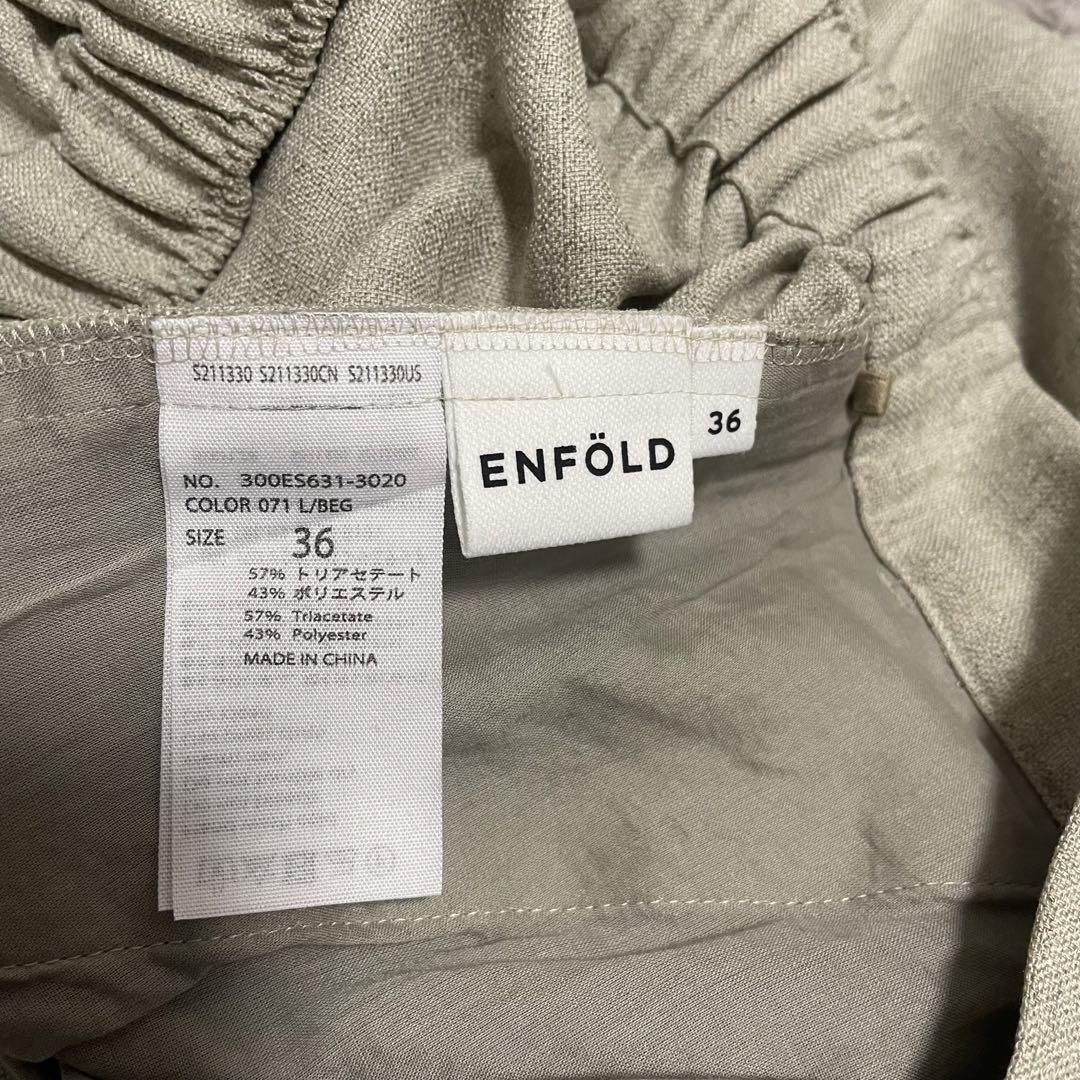 S211330 S211330CN S211330US
NO. 300ES631-3020
COLOR 071 L/BEG
SIZE 36
57% トリアセテート
43% ポリエステル
57% Triacetate
43% Polyester
MADE IN CHINA
ENFÖLD
36